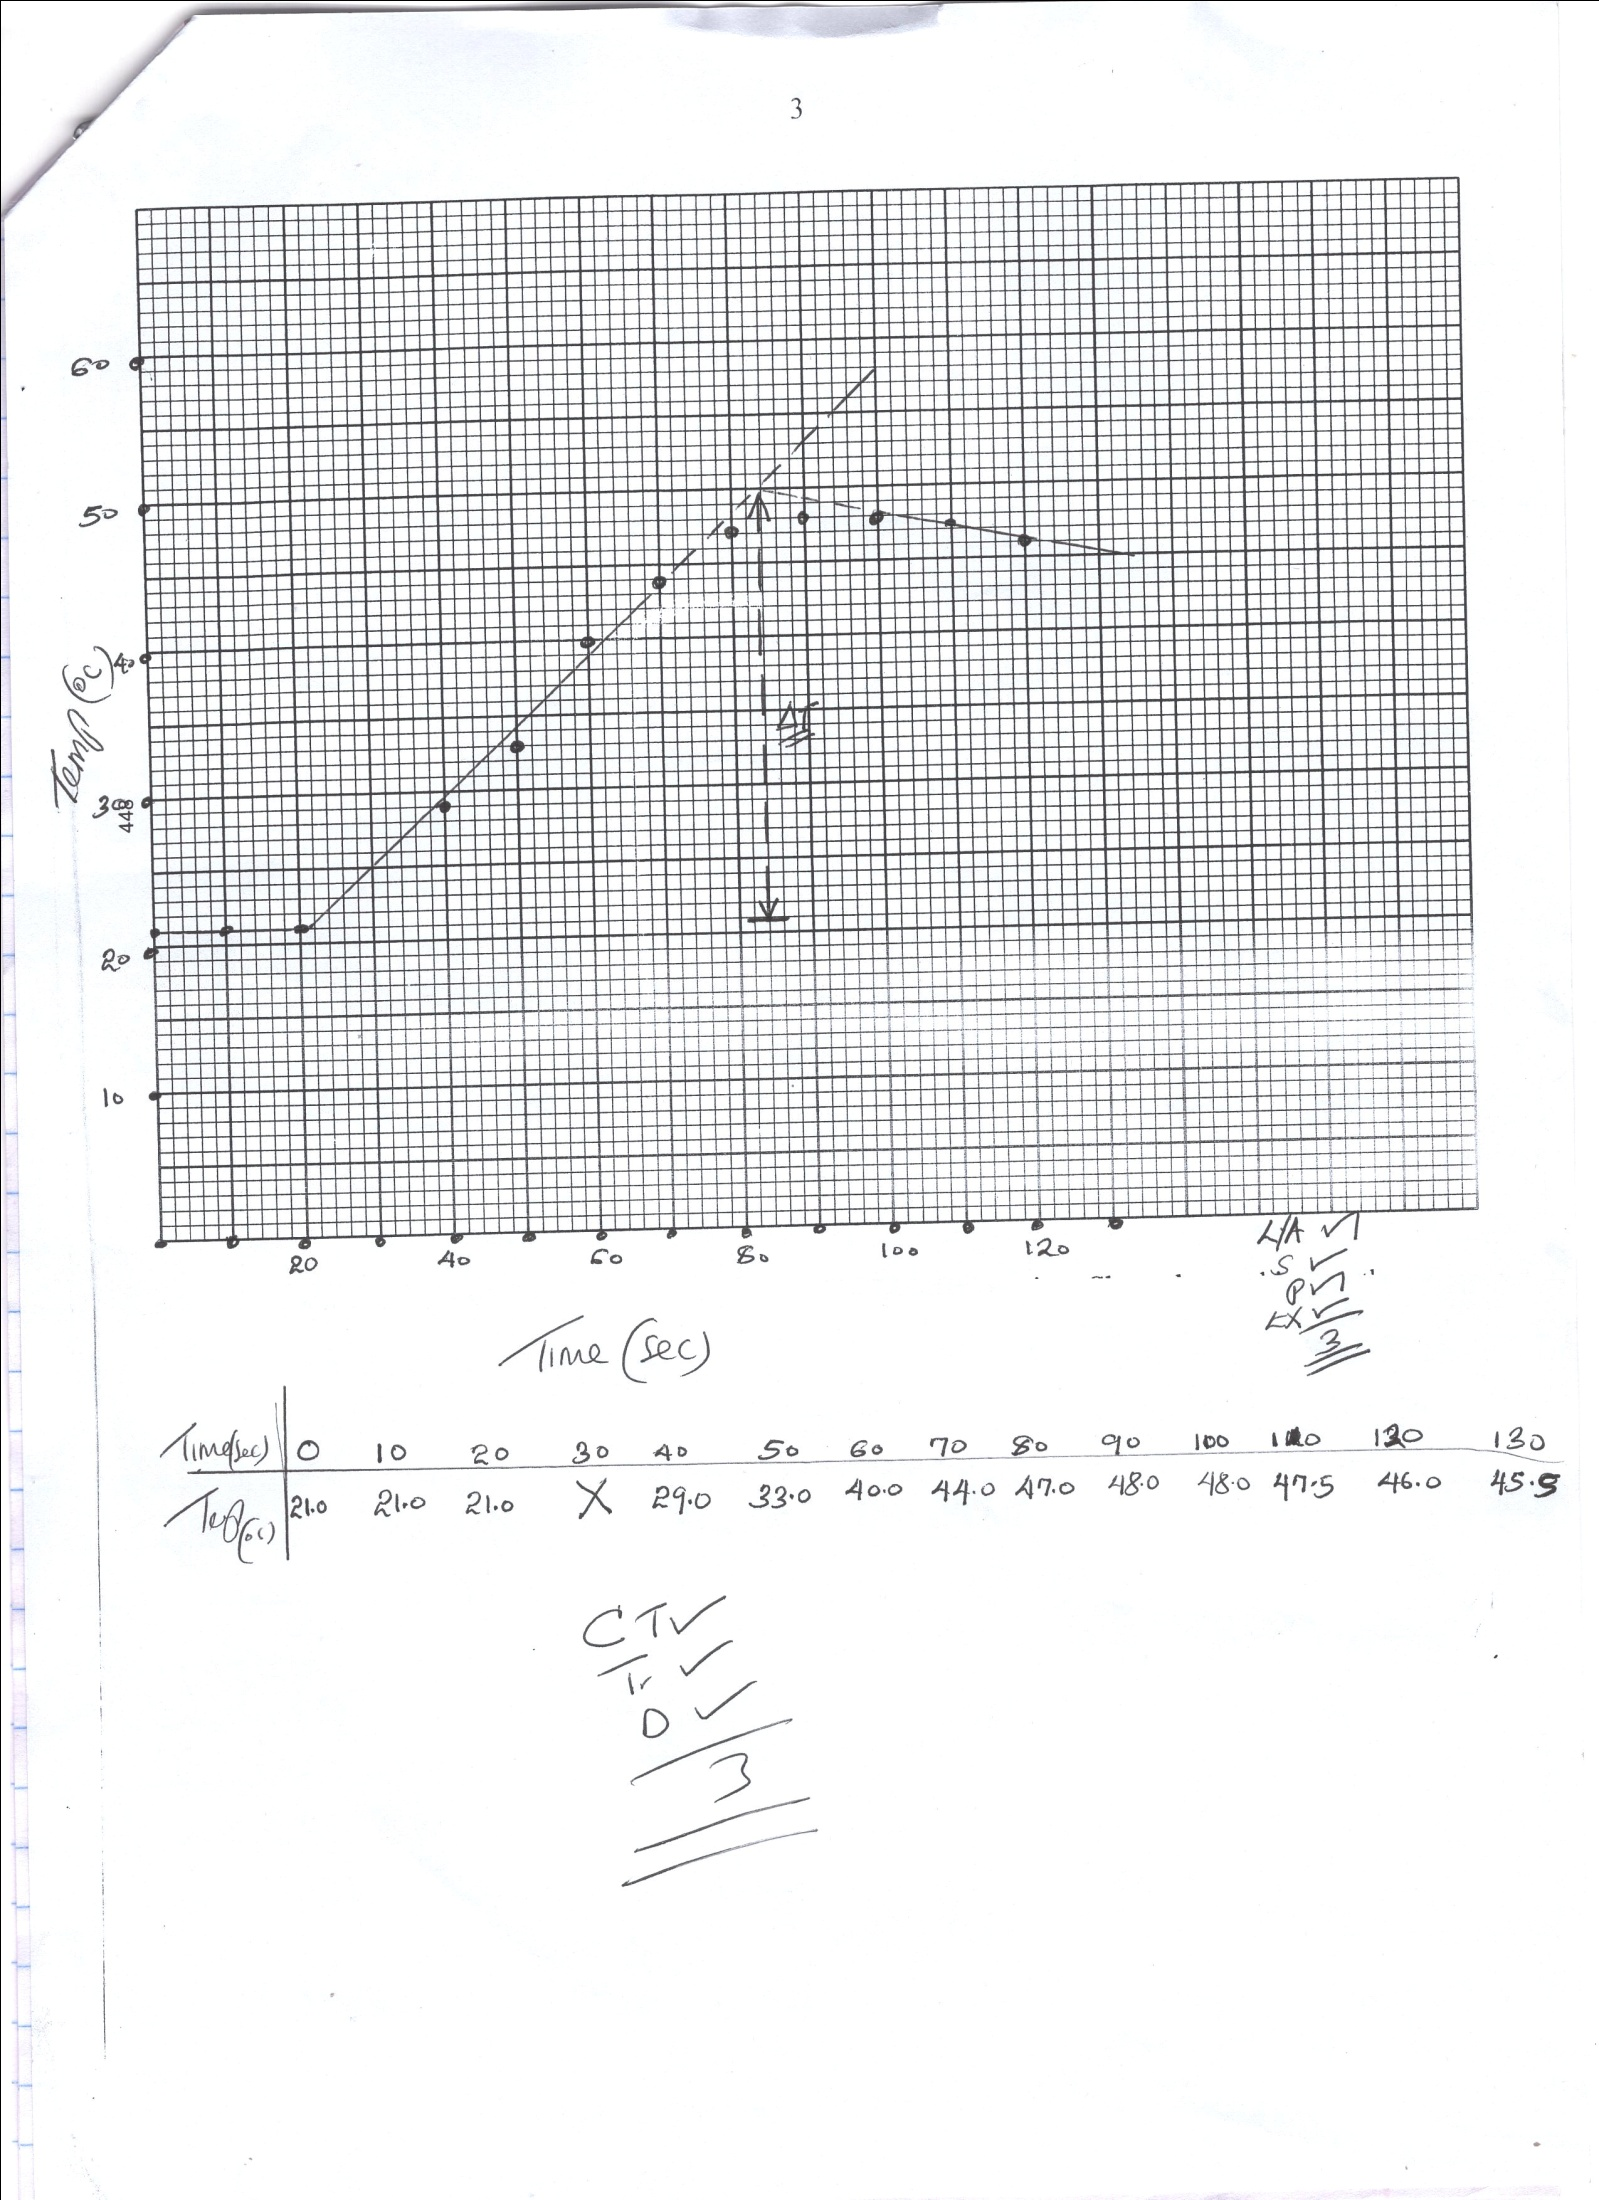 3
60
50
Temp (oC)
40
30
448
ΔT
20
10
20 40 60 80 100 120
L/A ✓
S ✓
P ✓
EX ✓
3
Time (sec)
Time(sec) 0 10 20 30 40 50 60 70 80 90 100 110 120 130
Temp(oC) 21.0 21.0 21.0 X 29.0 33.0 40.0 44.0 47.0 48.0 48.0 47.5 46.0 45.5
CT ✓
Tr ✓
D ✓
3